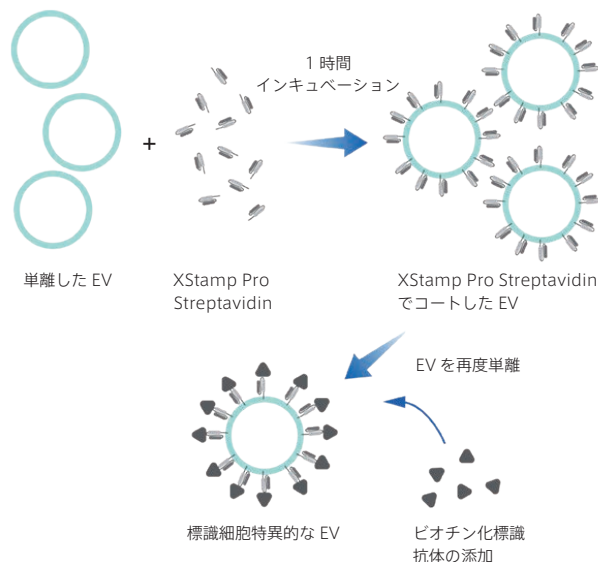 1 時間
インキュベーション
+
単離した EV
XStamp Pro
Streptavidin
XStamp Pro Streptavidin
でコートした EV
EV を再度単離
標識細胞特異的な EV
ビオチン化標識
抗体の添加